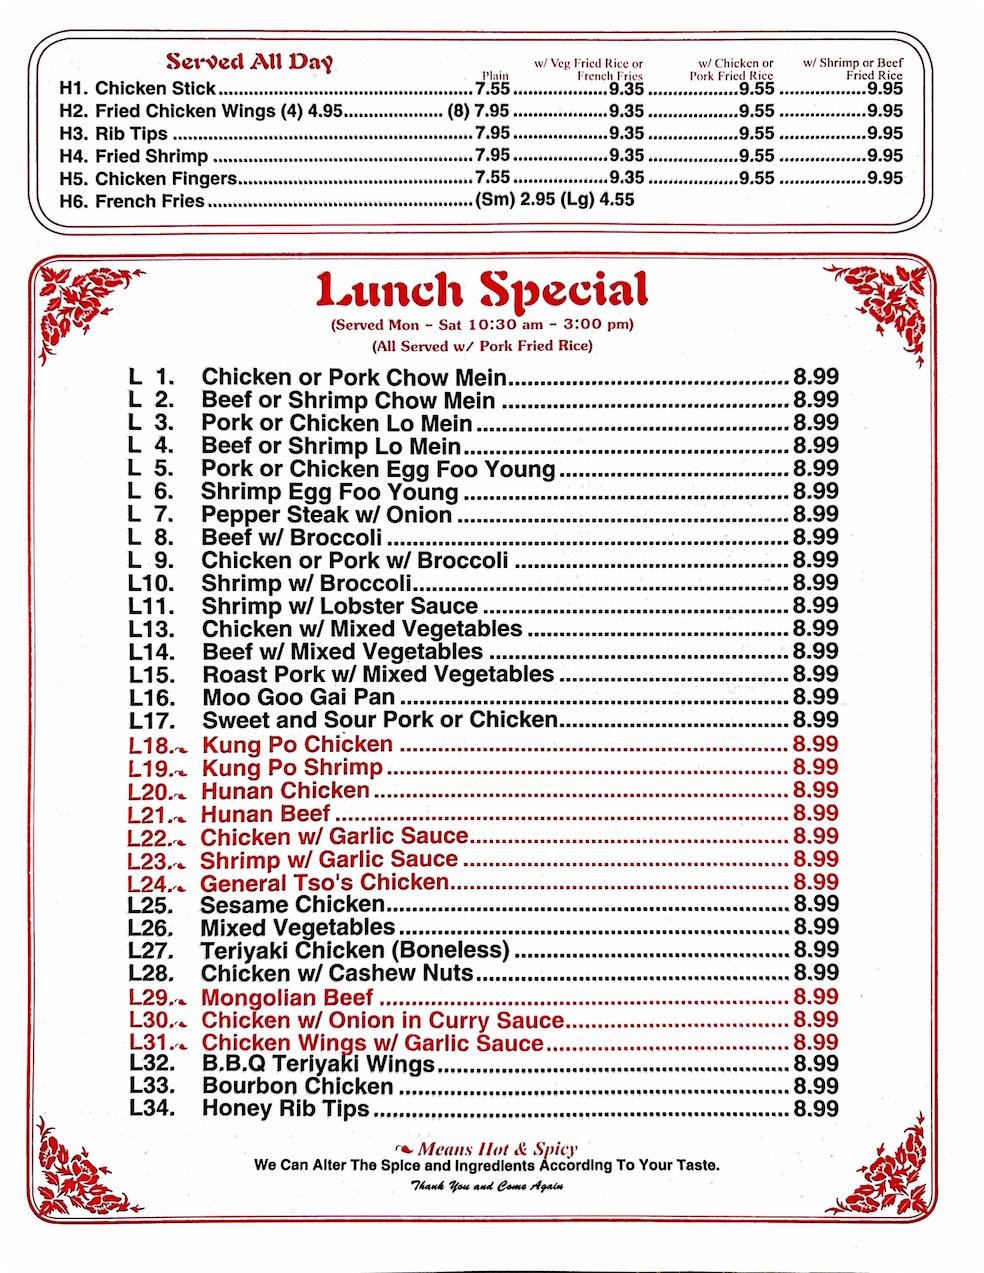 Served All Day
Plain
w/ Veg Fried Rice or French Fries
w/ Chicken or Pork Fried Rice
w/ Shrimp or Beef Fried Rice
H1. Chicken Stick 7.55 9.35 9.55 9.95
H2. Fried Chicken Wings (4) 4.95 (8) 7.95 9.35 9.55 9.95
H3. Rib Tips 7.95 9.35 9.55 9.95
H4. Fried Shrimp 7.95 9.35 9.55 9.95
H5. Chicken Fingers 7.55 9.35 9.55 9.95
H6. French Fries (Sm) 2.95 (Lg) 4.55
Lunch Special
(Served Mon - Sat 10:30 am - 3:00 pm)
(All Served w/ Pork Fried Rice)
L 1. Chicken or Pork Chow Mein 8.99
L 2. Beef or Shrimp Chow Mein 8.99
L 3. Pork or Chicken Lo Mein 8.99
L 4. Beef or Shrimp Lo Mein 8.99
L 5. Pork or Chicken Egg Foo Young 8.99
L 6. Shrimp Egg Foo Young 8.99
L 7. Pepper Steak w/ Onion 8.99
L 8. Beef w/ Broccoli 8.99
L 9. Chicken or Pork w/ Broccoli 8.99
L10. Shrimp w/ Broccoli 8.99
L11. Shrimp w/ Lobster Sauce 8.99
L13. Chicken w/ Mixed Vegetables 8.99
L14. Beef w/ Mixed Vegetables 8.99
L15. Roast Pork w/ Mixed Vegetables 8.99
L16. Moo Goo Gai Pan 8.99
L17. Sweet and Sour Pork or Chicken 8.99
L18. Kung Po Chicken 8.99
L19. Kung Po Shrimp 8.99
L20. Hunan Chicken 8.99
L21. Hunan Beef 8.99
L22. Chicken w/ Garlic Sauce 8.99
L23. Shrimp w/ Garlic Sauce 8.99
L24. General Tso's Chicken 8.99
L25. Sesame Chicken 8.99
L26. Mixed Vegetables 8.99
L27. Teriyaki Chicken (Boneless) 8.99
L28. Chicken w/ Cashew Nuts 8.99
L29. Mongolian Beef 8.99
L30. Chicken w/ Onion in Curry Sauce 8.99
L31. Chicken Wings w/ Garlic Sauce 8.99
L32. B.B.Q Teriyaki Wings 8.99
L33. Bourbon Chicken 8.99
L34. Honey Rib Tips 8.99
Means Hot & Spicy
We Can Alter The Spice and Ingredients According To Your Taste.
Thank You and Come Again